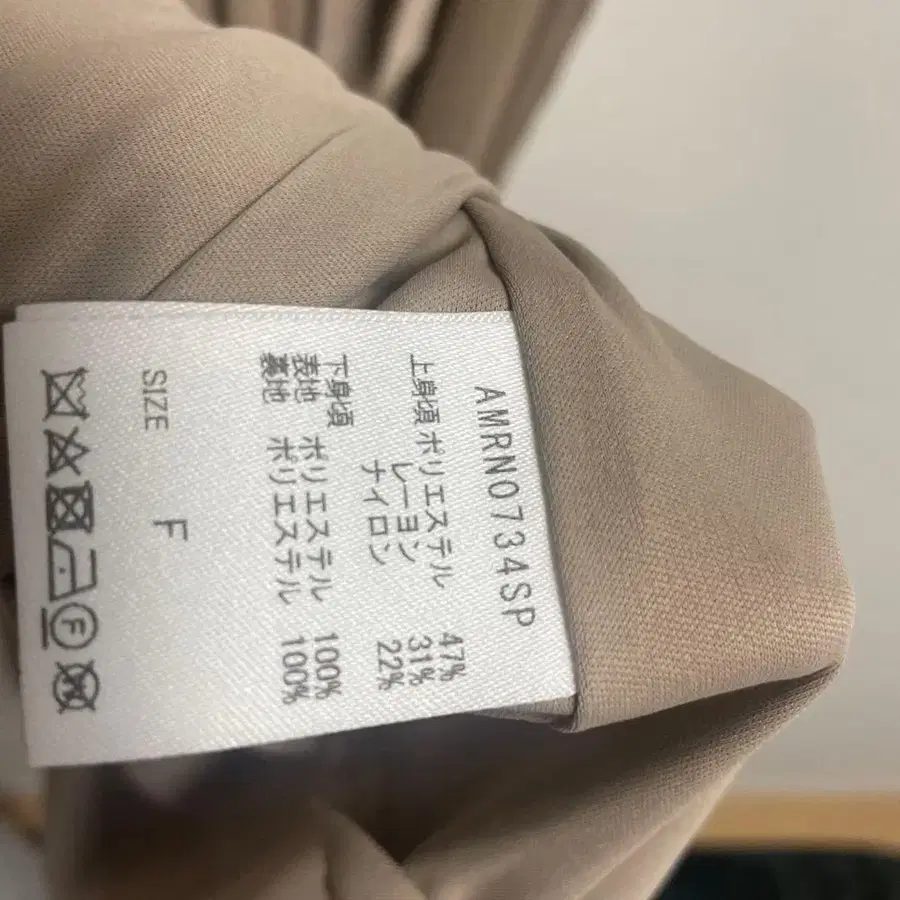 AMRN0734SP
上身頃 ポリエステル 47%
レーヨン 31%
ナイロン 22%
下身頃
表地 ポリエステル 100%
裏地 ポリエステル 100%
SIZE F
F